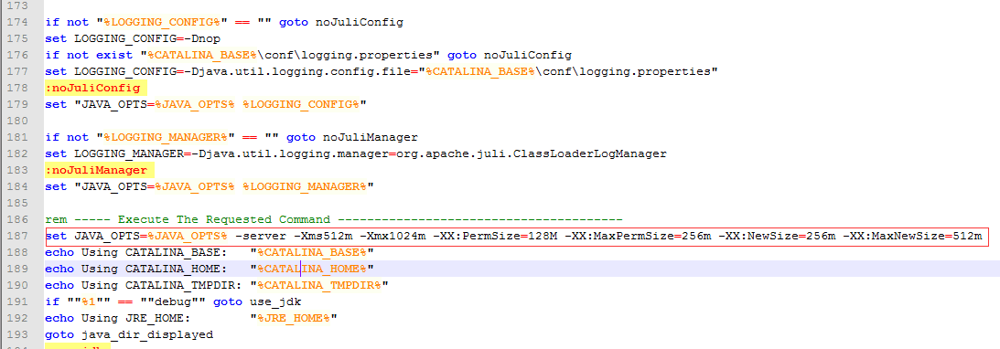 173
174 if not "%LOGGING_CONFIG%" == "" goto noJuliConfig
175 set LOGGING_CONFIG=-Dnop
176 if not exist "%CATALINA_BASE%\conf\logging.properties" goto noJuliConfig
177 set LOGGING_CONFIG=-Djava.util.logging.config.file="%CATALINA_BASE%\conf\logging.properties"
178 :noJuliConfig
179 set "JAVA_OPTS=%JAVA_OPTS% %LOGGING_CONFIG%"
180
181 if not "%LOGGING_MANAGER%" == "" goto noJuliManager
182 set LOGGING_MANAGER=-Djava.util.logging.manager=org.apache.juli.ClassLoaderLogManager
183 :noJuliManager
184 set "JAVA_OPTS=%JAVA_OPTS% %LOGGING_MANAGER%"
185
186 rem ----- Execute The Requested Command ---------------------------------------
187 set JAVA_OPTS=%JAVA_OPTS% -server -Xms512m -Xmx1024m -XX:PermSize=128M -XX:MaxPermSize=256m -XX:NewSize=256m -XX:MaxNewSize=512m
188 echo Using CATALINA_BASE:   "%CATALINA_BASE%"
189 echo Using CATALINA_HOME:   "%CATALINA_HOME%"
190 echo Using CATALINA_TMPDIR: "%CATALINA_TMPDIR%"
191 if ""%1"" == ""debug"" goto use_jdk
192 echo Using JRE_HOME:        "%JRE_HOME%"
193 goto java_dir_displayed